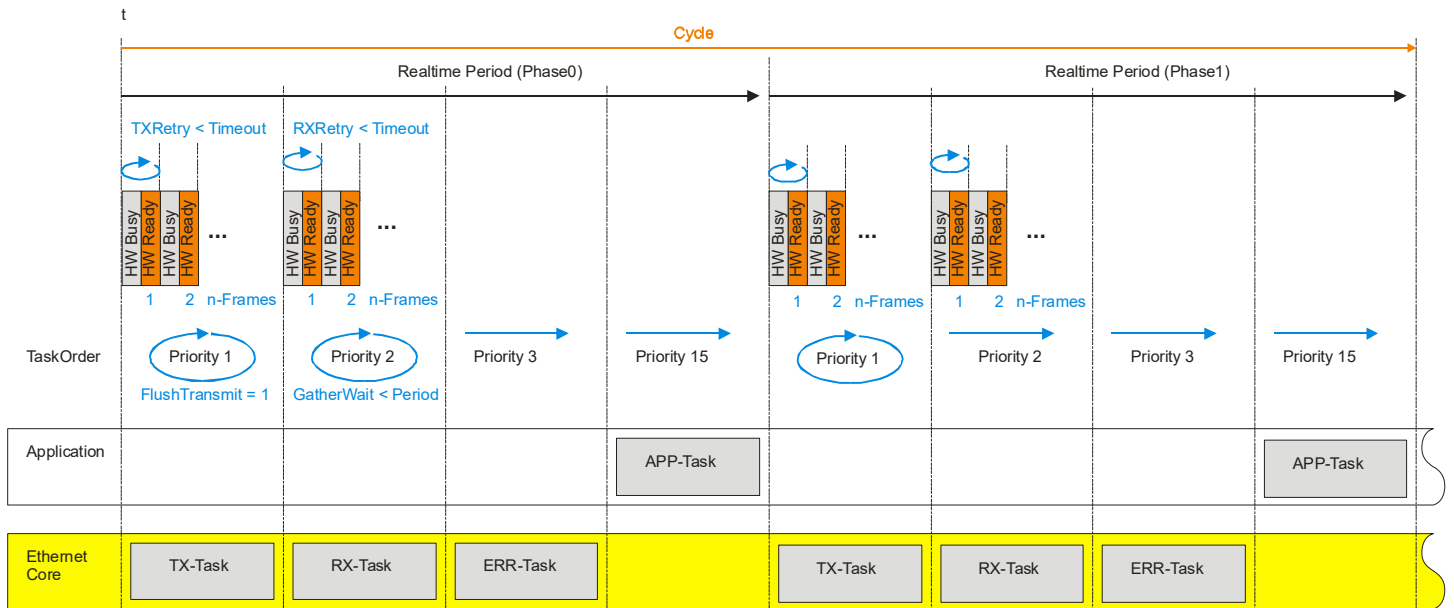 t
Cycle
Realtime Period (Phase0)
Realtime Period (Phase1)
TXRetry < Timeout
RXRetry < Timeout
HW Busy
HW Ready
HW Busy
HW Ready
...
HW Busy
HW Ready
HW Busy
HW Ready
...
HW Busy
HW Ready
HW Busy
HW Ready
...
HW Busy
HW Ready
HW Busy
HW Ready
...
1 2 n-Frames
1 2 n-Frames
1 2 n-Frames
1 2 n-Frames
TaskOrder
Priority 1
Priority 2
Priority 3
Priority 15
Priority 1
Priority 2
Priority 3
Priority 15
FlushTransmit = 1
GatherWait < Period
Application
APP-Task
APP-Task
Ethernet
Core
TX-Task
RX-Task
ERR-Task
TX-Task
RX-Task
ERR-Task